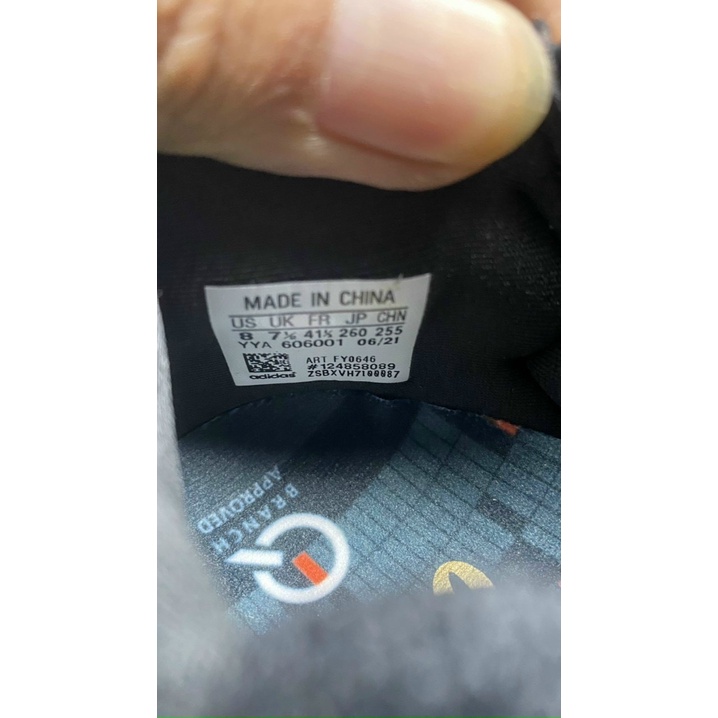 MADE IN CHINA
US UK FR JP CHN
8 7½ 41⅓ 260 255
YYA 606001 06/21
ART FY0646
#124858089
adidas ZSBXVH7I00087
BRANCH
APPROVED